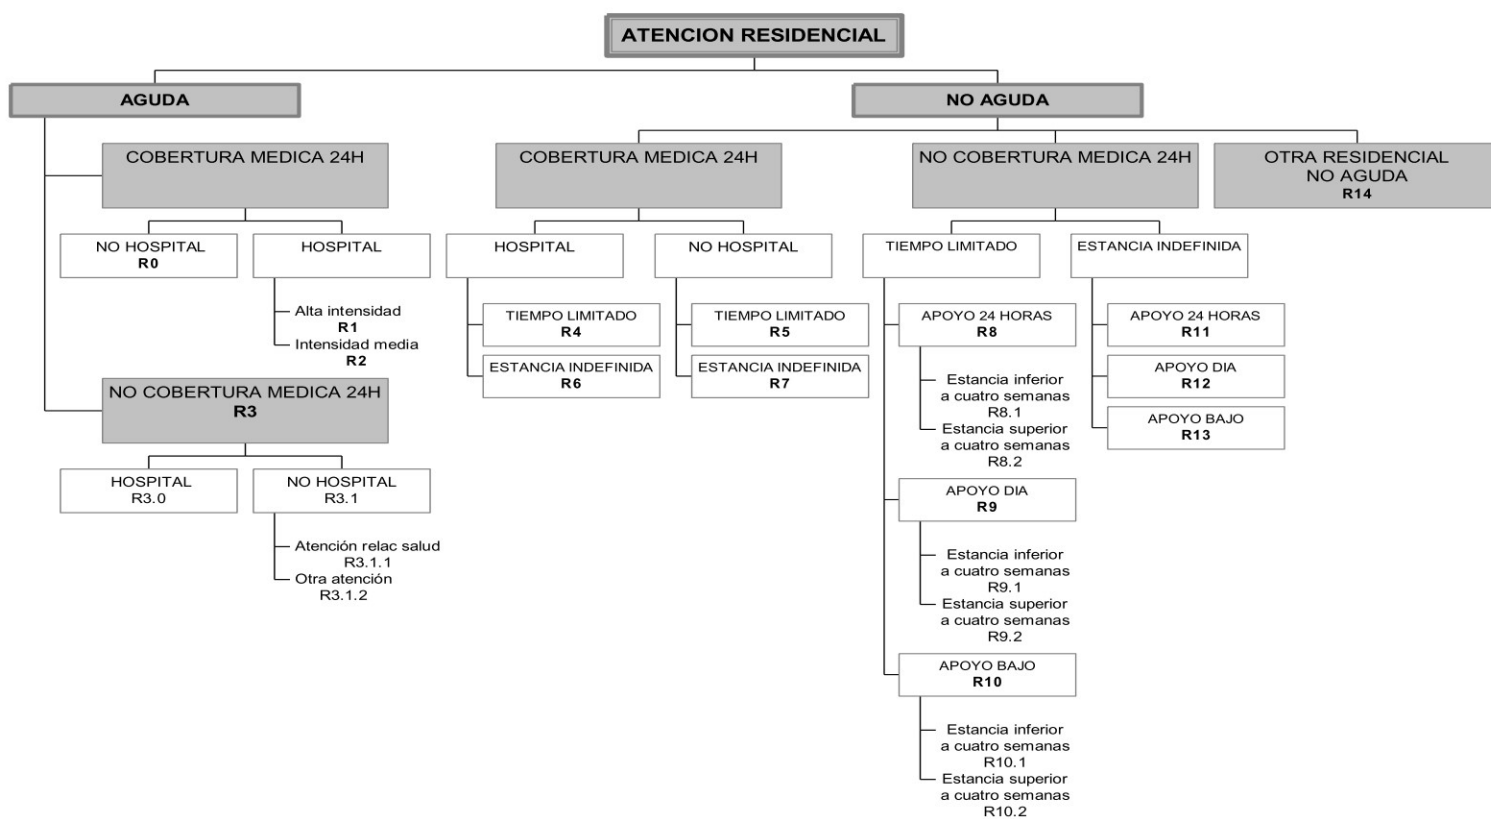 ATENCION RESIDENCIAL
AGUDA
COBERTURA MEDICA 24H
NO HOSPITAL
R0
HOSPITAL
Alta intensidad
R1
Intensidad media
R2
NO COBERTURA MEDICA 24H
R3
HOSPITAL
R3.0
NO HOSPITAL
R3.1
Atención relac salud
R3.1.1
Otra atención
R3.1.2
NO AGUDA
COBERTURA MEDICA 24H
HOSPITAL
TIEMPO LIMITADO
R4
ESTANCIA INDEFINIDA
R6
NO HOSPITAL
TIEMPO LIMITADO
R5
ESTANCIA INDEFINIDA
R7
NO COBERTURA MEDICA 24H
TIEMPO LIMITADO
APOYO 24 HORAS
R8
Estancia inferior
a cuatro semanas
R8.1
Estancia superior
a cuatro semanas
R8.2
APOYO DIA
R9
Estancia inferior
a cuatro semanas
R9.1
Estancia superior
a cuatro semanas
R9.2
APOYO BAJO
R10
Estancia inferior
a cuatro semanas
R10.1
Estancia superior
a cuatro semanas
R10.2
ESTANCIA INDEFINIDA
APOYO 24 HORAS
R11
APOYO DIA
R12
APOYO BAJO
R13
OTRA RESIDENCIAL
NO AGUDA
R14